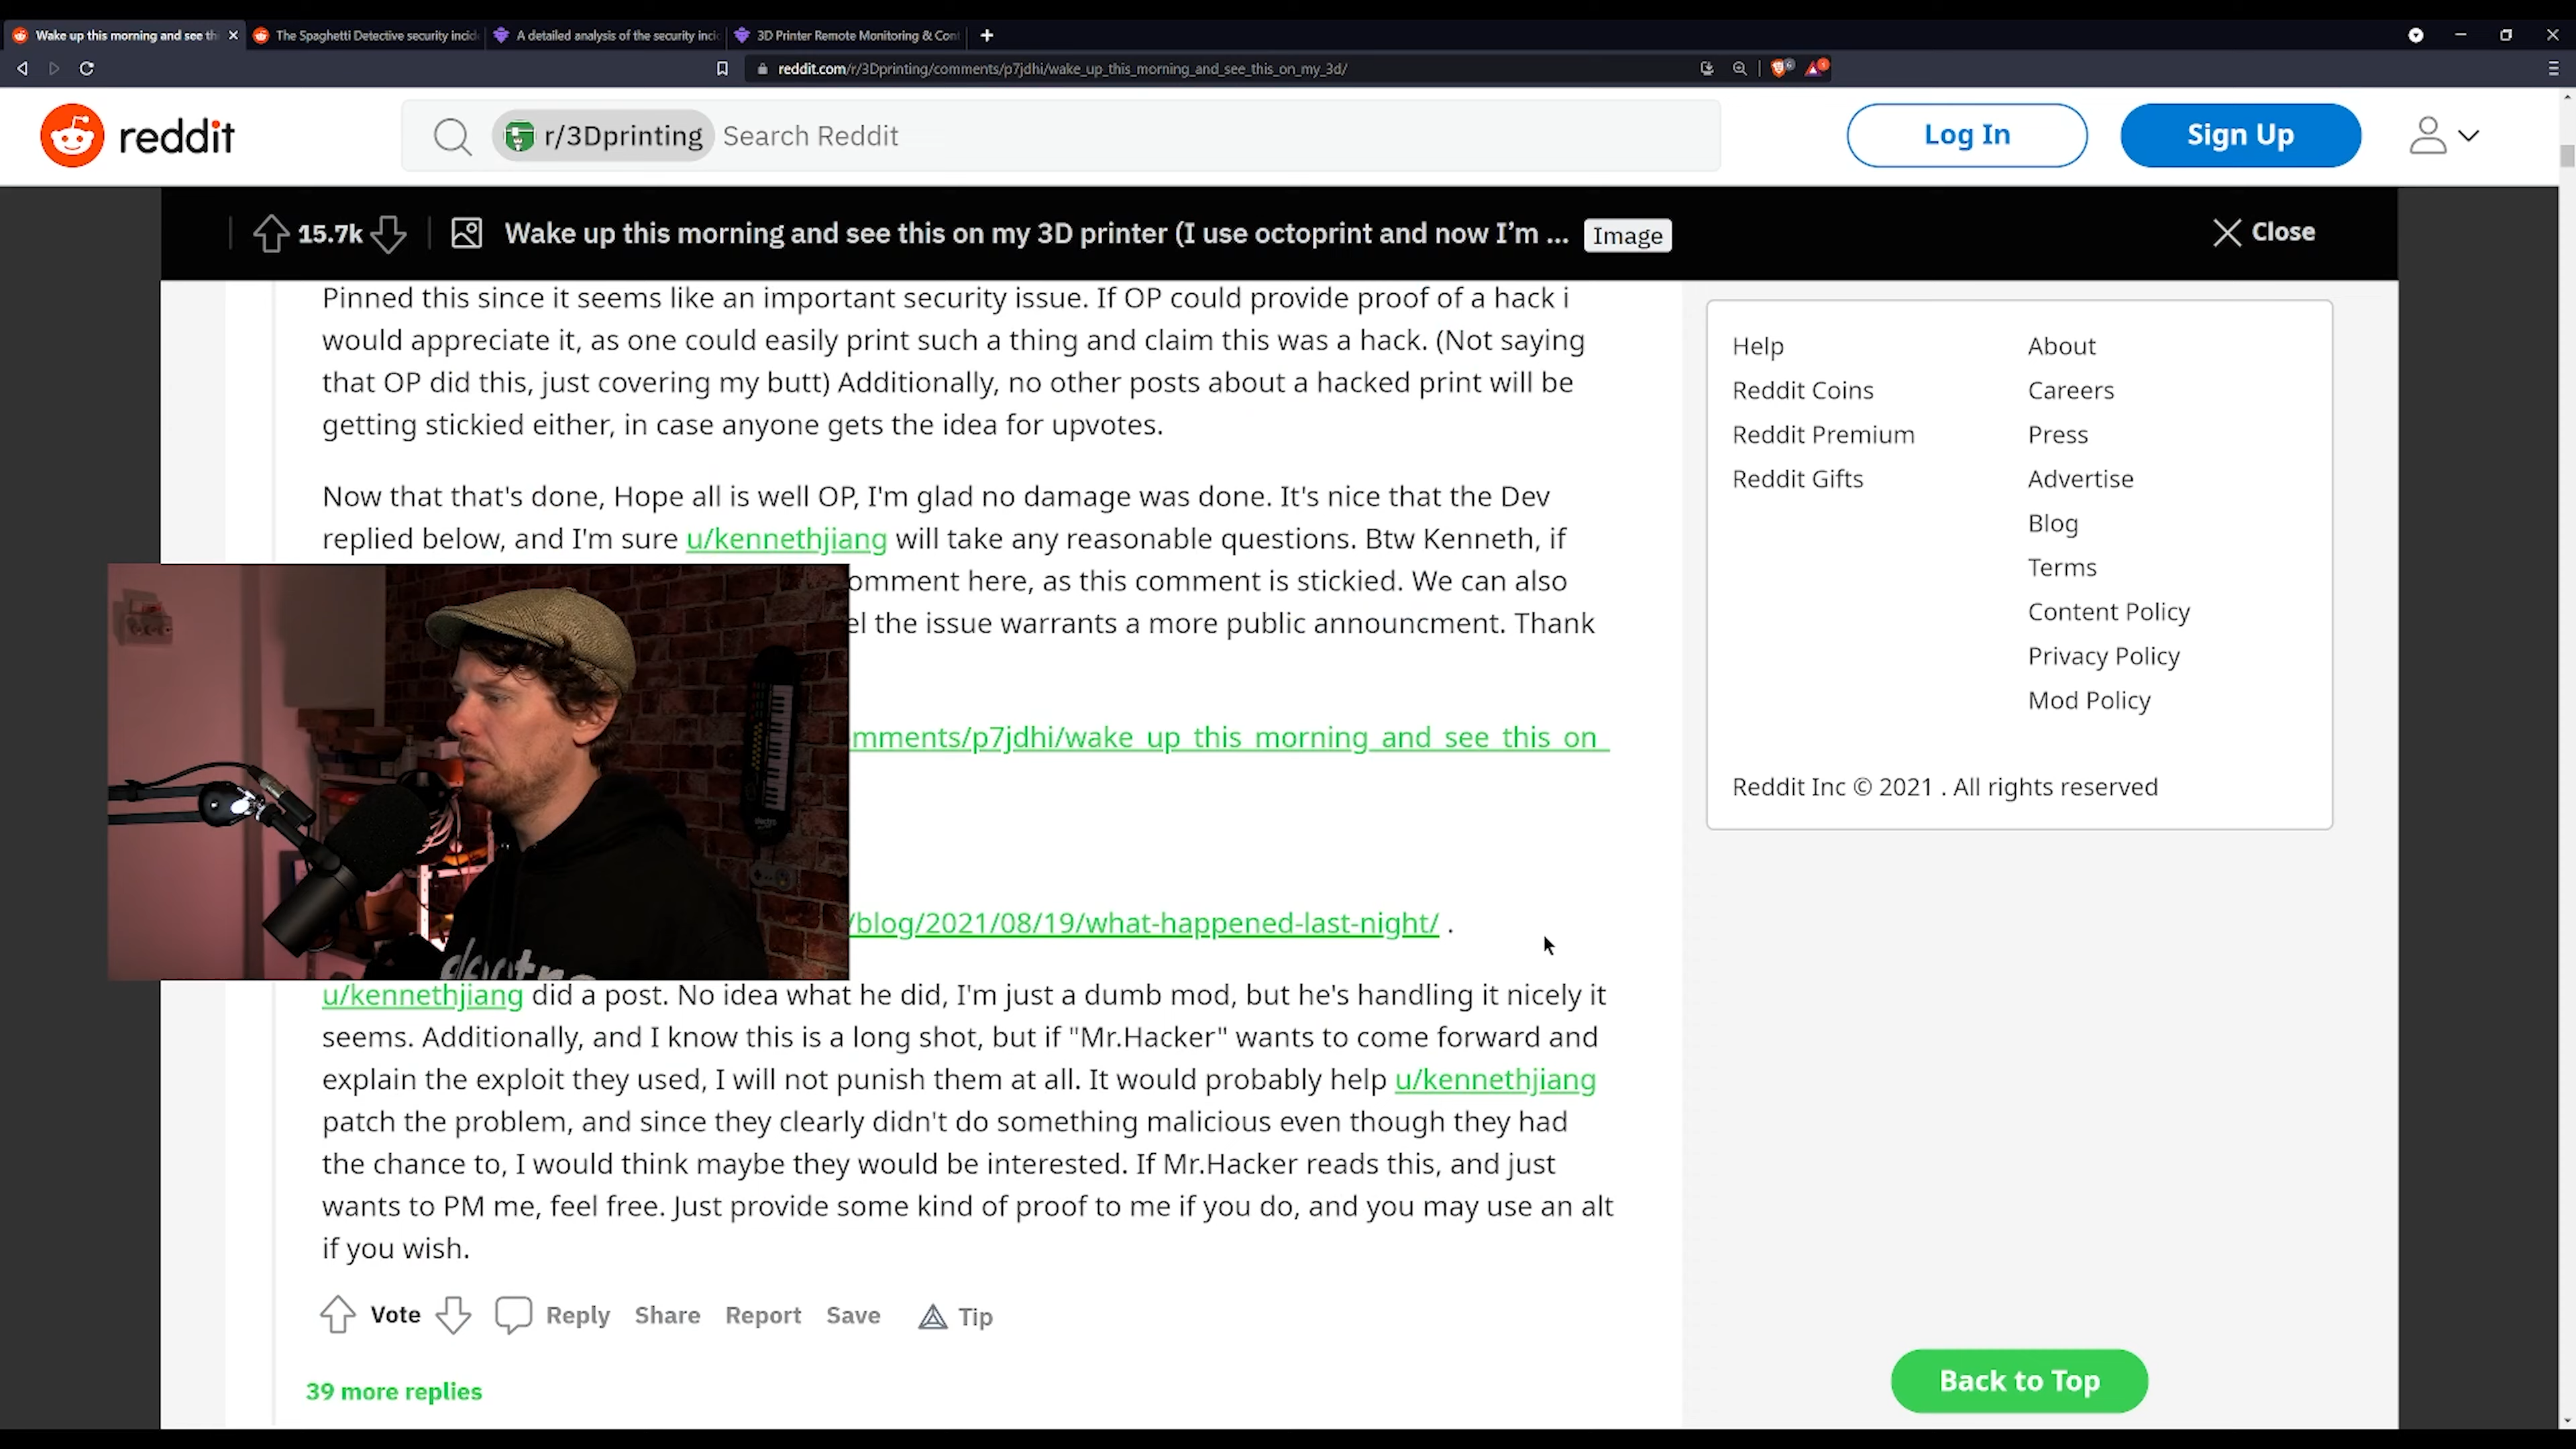 Wake up this morning and see thi
The Spaghetti Detective security incid
A detailed analysis of the security inci
3D Printer Remote Monitoring & Con
reddit.com/r/3Dprinting/comments/p7jdhi/wake_up_this_morning_and_see_this_on_my_3d/
reddit
r/3Dprinting Search Reddit
Log In
Sign Up
15.7k
Wake up this morning and see this on my 3D printer (I use octoprint and now I’m ...
Image
Close
Pinned this since it seems like an important security issue. If OP could provide proof of a hack i
would appreciate it, as one could easily print such a thing and claim this was a hack. (Not saying
that OP did this, just covering my butt) Additionally, no other posts about a hacked print will be
getting stickied either, in case anyone gets the idea for upvotes.
Now that that's done, Hope all is well OP, I'm glad no damage was done. It's nice that the Dev
replied below, and I'm sure u/kennethjiang will take any reasonable questions. Btw Kenneth, if
omment here, as this comment is stickied. We can also
el the issue warrants a more public announcment. Thank
mments/p7jdhi/wake_up_this_morning_and_see_this_on_
/blog/2021/08/19/what-happened-last-night/ .
u/kennethjiang did a post. No idea what he did, I'm just a dumb mod, but he's handling it nicely it
seems. Additionally, and I know this is a long shot, but if "Mr.Hacker" wants to come forward and
explain the exploit they used, I will not punish them at all. It would probably help u/kennethjiang
patch the problem, and since they clearly didn't do something malicious even though they had
the chance to, I would think maybe they would be interested. If Mr.Hacker reads this, and just
wants to PM me, feel free. Just provide some kind of proof to me if you do, and you may use an alt
if you wish.
Vote
Reply
Share
Report
Save
Tip
39 more replies
Help
Reddit Coins
Reddit Premium
Reddit Gifts
About
Careers
Press
Advertise
Blog
Terms
Content Policy
Privacy Policy
Mod Policy
Reddit Inc © 2021 . All rights reserved
Back to Top